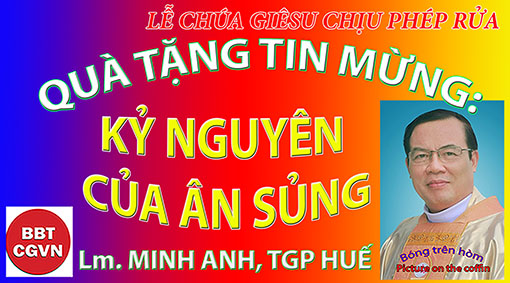 LỄ CHÚA GIÊSU CHỊU PHÉP RỬA
QUÀ TẶNG TIN MỪNG:
KỶ NGUYÊN
CỦA ÂN SỦNG
BBT
CGVN
Lm. MINH ANH, TGP HUẾ
Bóng trên hòm
Picture on the coffin